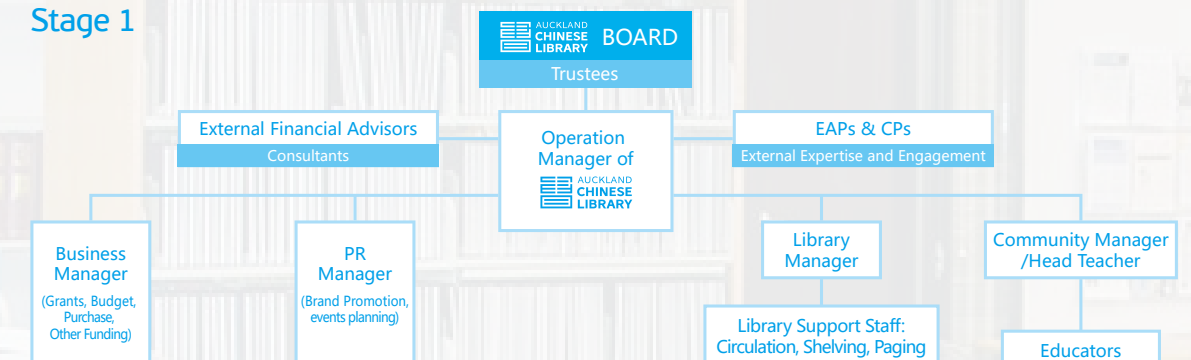 Stage 1
AUCKLAND
CHINESE
LIBRARY
BOARD
Trustees
External Financial Advisors
Consultants
Operation
Manager of
AUCKLAND
CHINESE
LIBRARY
EAPs & CPs
External Expertise and Engagement
Business
Manager
(Grants, Budget,
Purchase,
Other Funding)
PR
Manager
(Brand Promotion,
events planning)
Library
Manager
Library Support Staff:
Circulation, Shelving, Paging
Community Manager
/Head Teacher
Educators